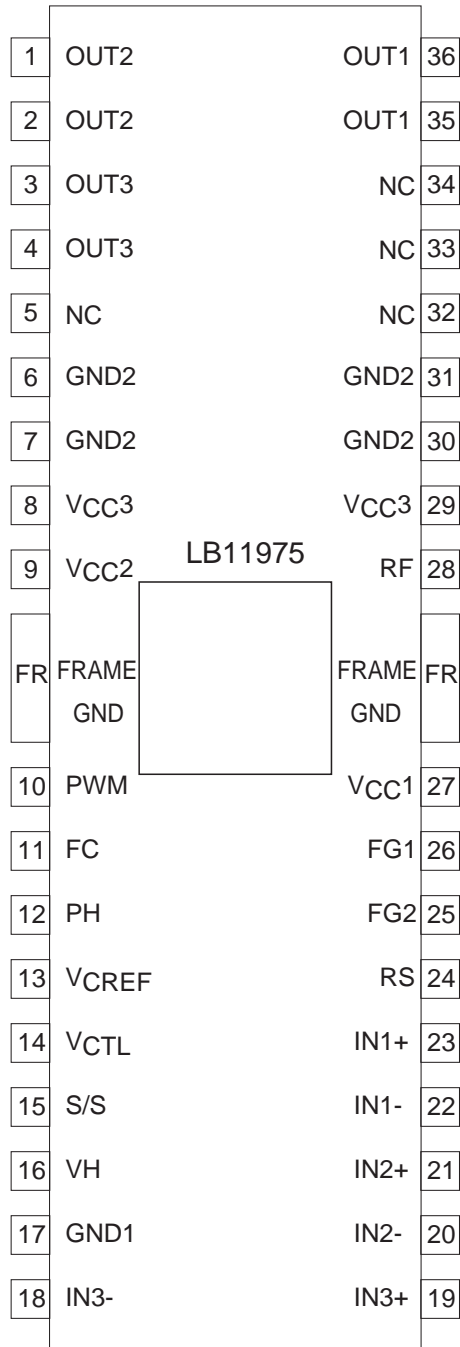 1 OUT2 OUT1 36
2 OUT2 OUT1 35
3 OUT3 NC 34
4 OUT3 NC 33
5 NC NC 32
6 GND2 GND2 31
7 GND2 GND2 30
8 VCC3 VCC3 29
LB11975
9 VCC2 RF 28
FR FRAME FRAME FR
GND GND
10 PWM VCC1 27
11 FC FG1 26
12 PH FG2 25
13 VCREF RS 24
14 VCTL IN1+ 23
15 S/S IN1- 22
16 VH IN2+ 21
17 GND1 IN2- 20
18 IN3- IN3+ 19